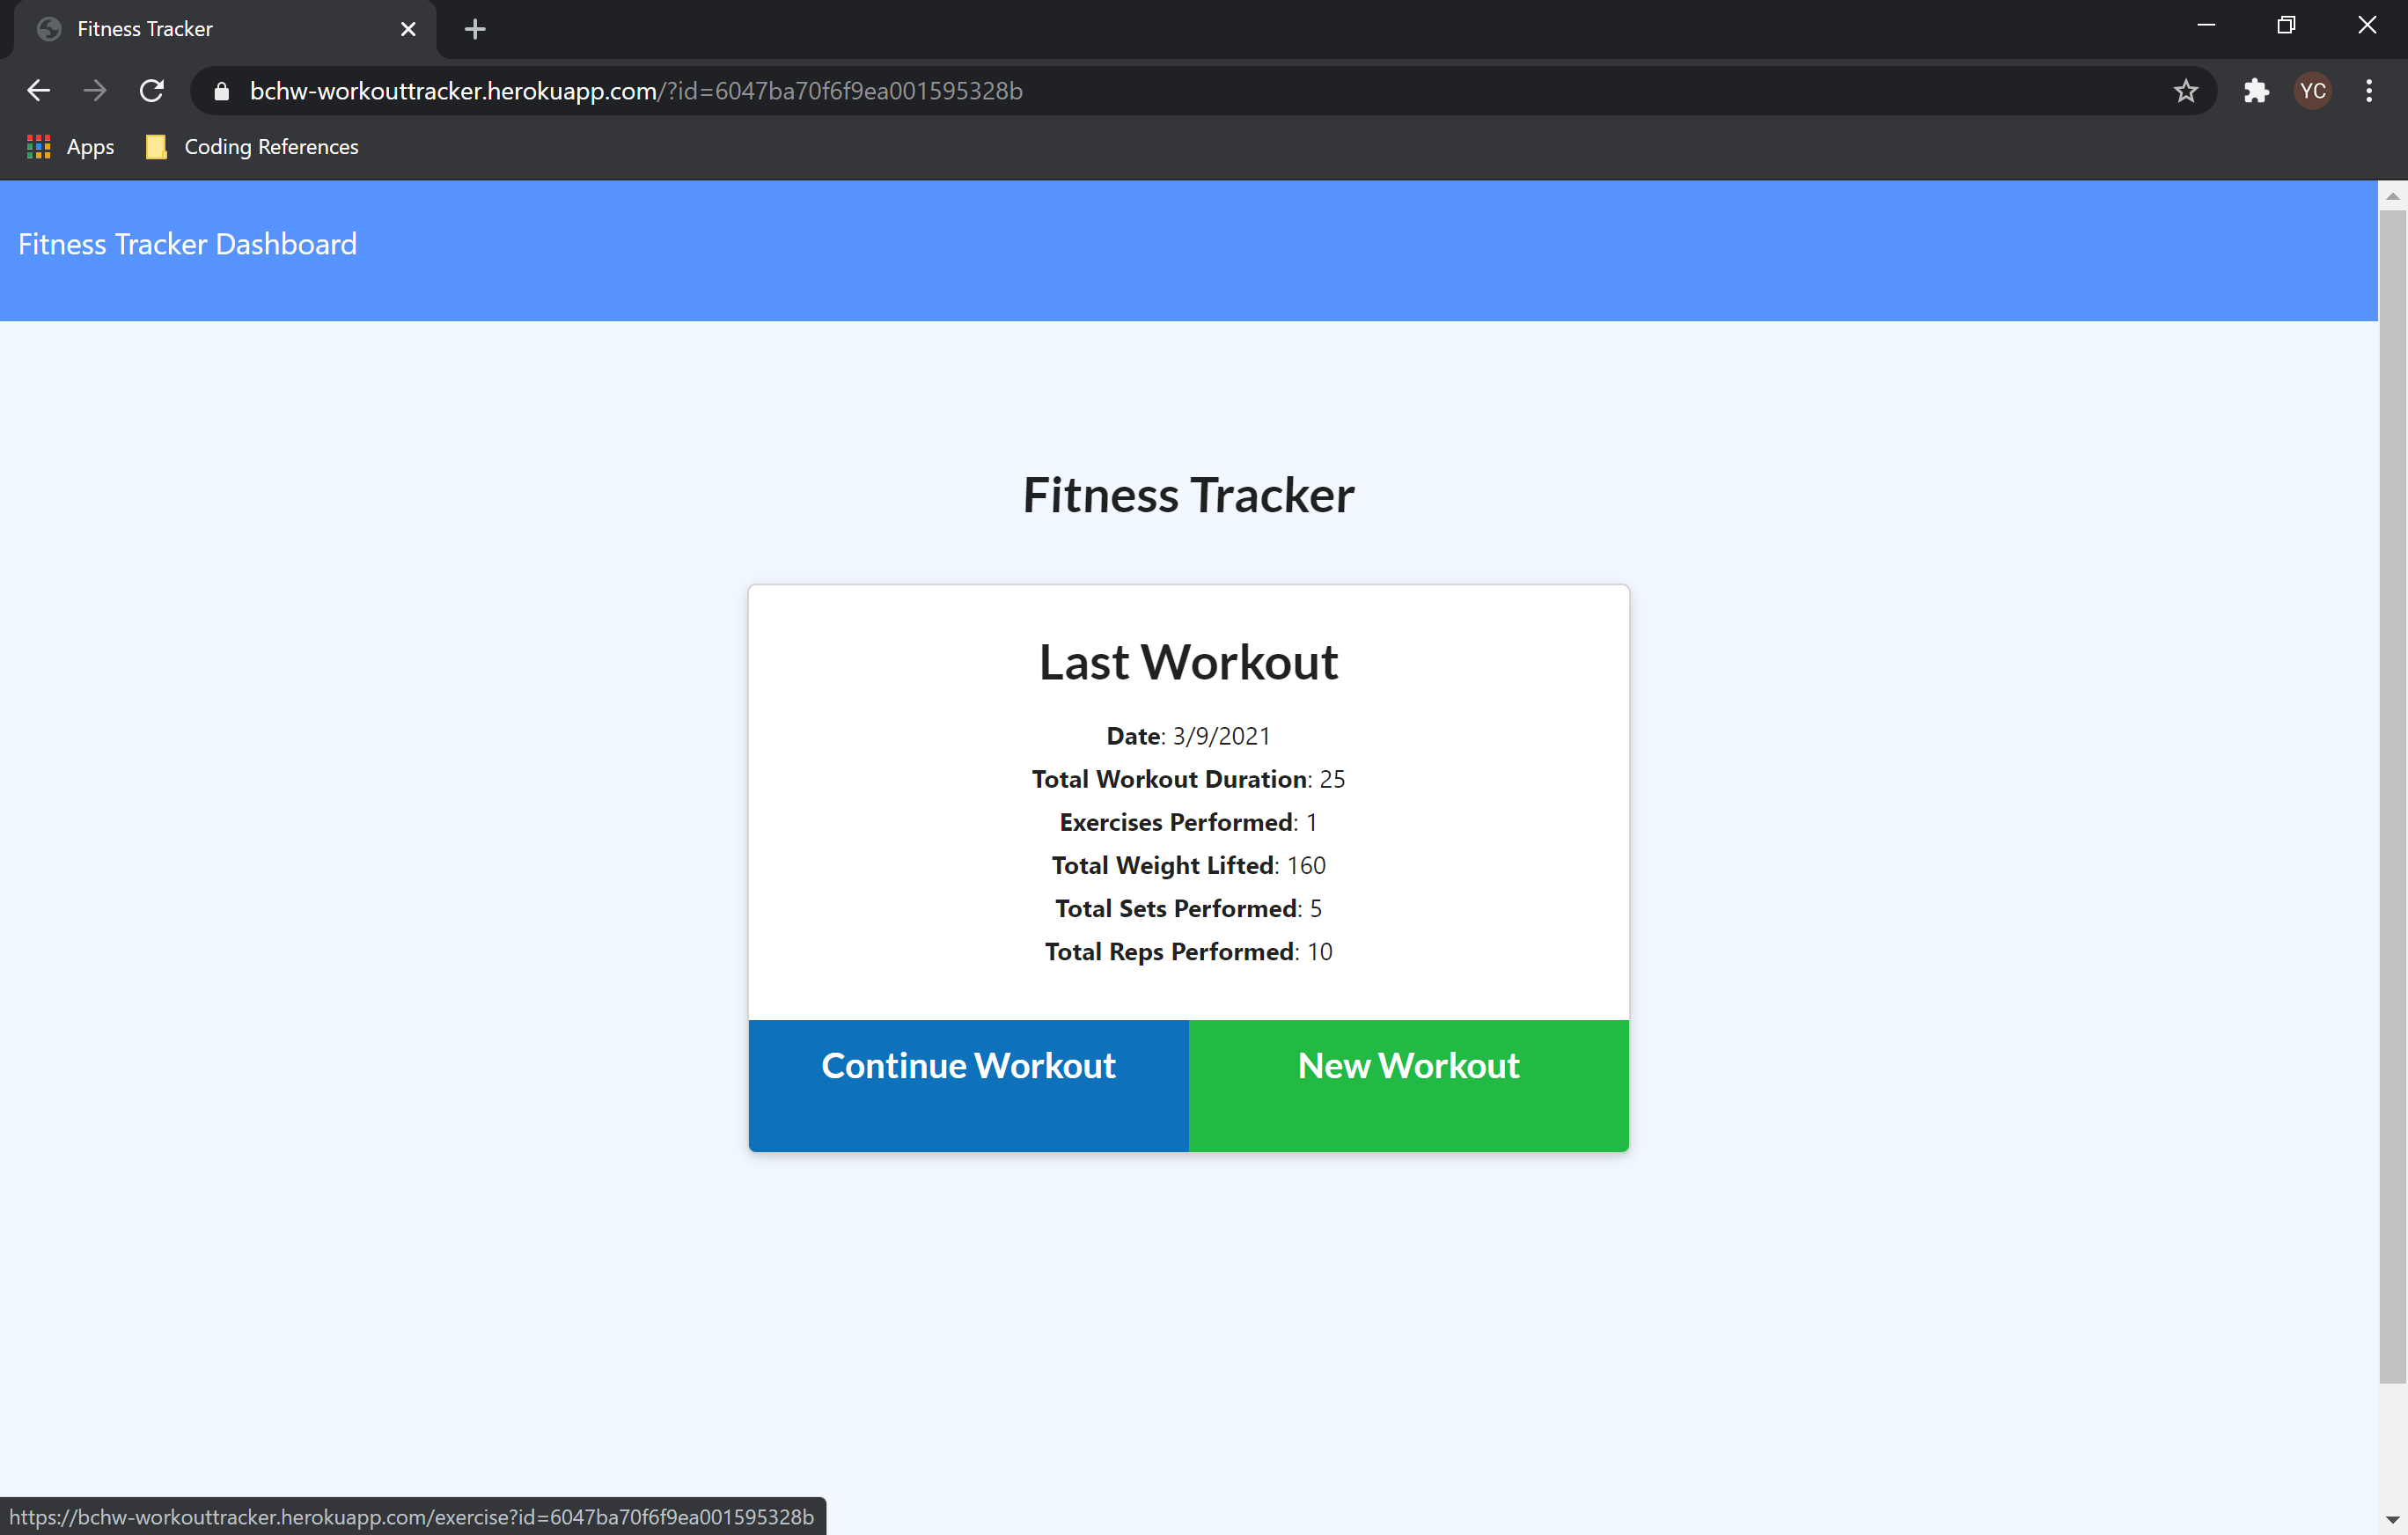 Fitness Tracker
bchw-workouttracker.herokuapp.com/?id=6047ba70f6f9ea001595328b
YC
Apps
Coding References
Fitness Tracker Dashboard
Fitness Tracker
Last Workout
Date: 3/9/2021
Total Workout Duration: 25
Exercises Performed: 1
Total Weight Lifted: 160
Total Sets Performed: 5
Total Reps Performed: 10
Continue Workout
New Workout
https://bchw-workouttracker.herokuapp.com/exercise?id=6047ba70f6f9ea001595328b